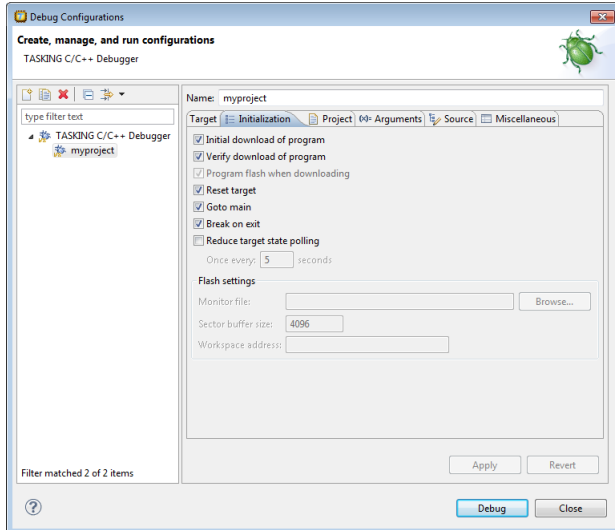 Debug Configurations
Create, manage, and run configurations
TASKING C/C++ Debugger
type filter text
TASKING C/C++ Debugger
myproject
Filter matched 2 of 2 items
Name: myproject
Target Initialization Project (x)= Arguments Source Miscellaneous
Initial download of program
Verify download of program
Program flash when downloading
Reset target
Goto main
Break on exit
Reduce target state polling
Once every: 5 seconds
Flash settings
Monitor file: Browse...
Sector buffer size: 4096
Workspace address:
Apply Revert
? Debug Close